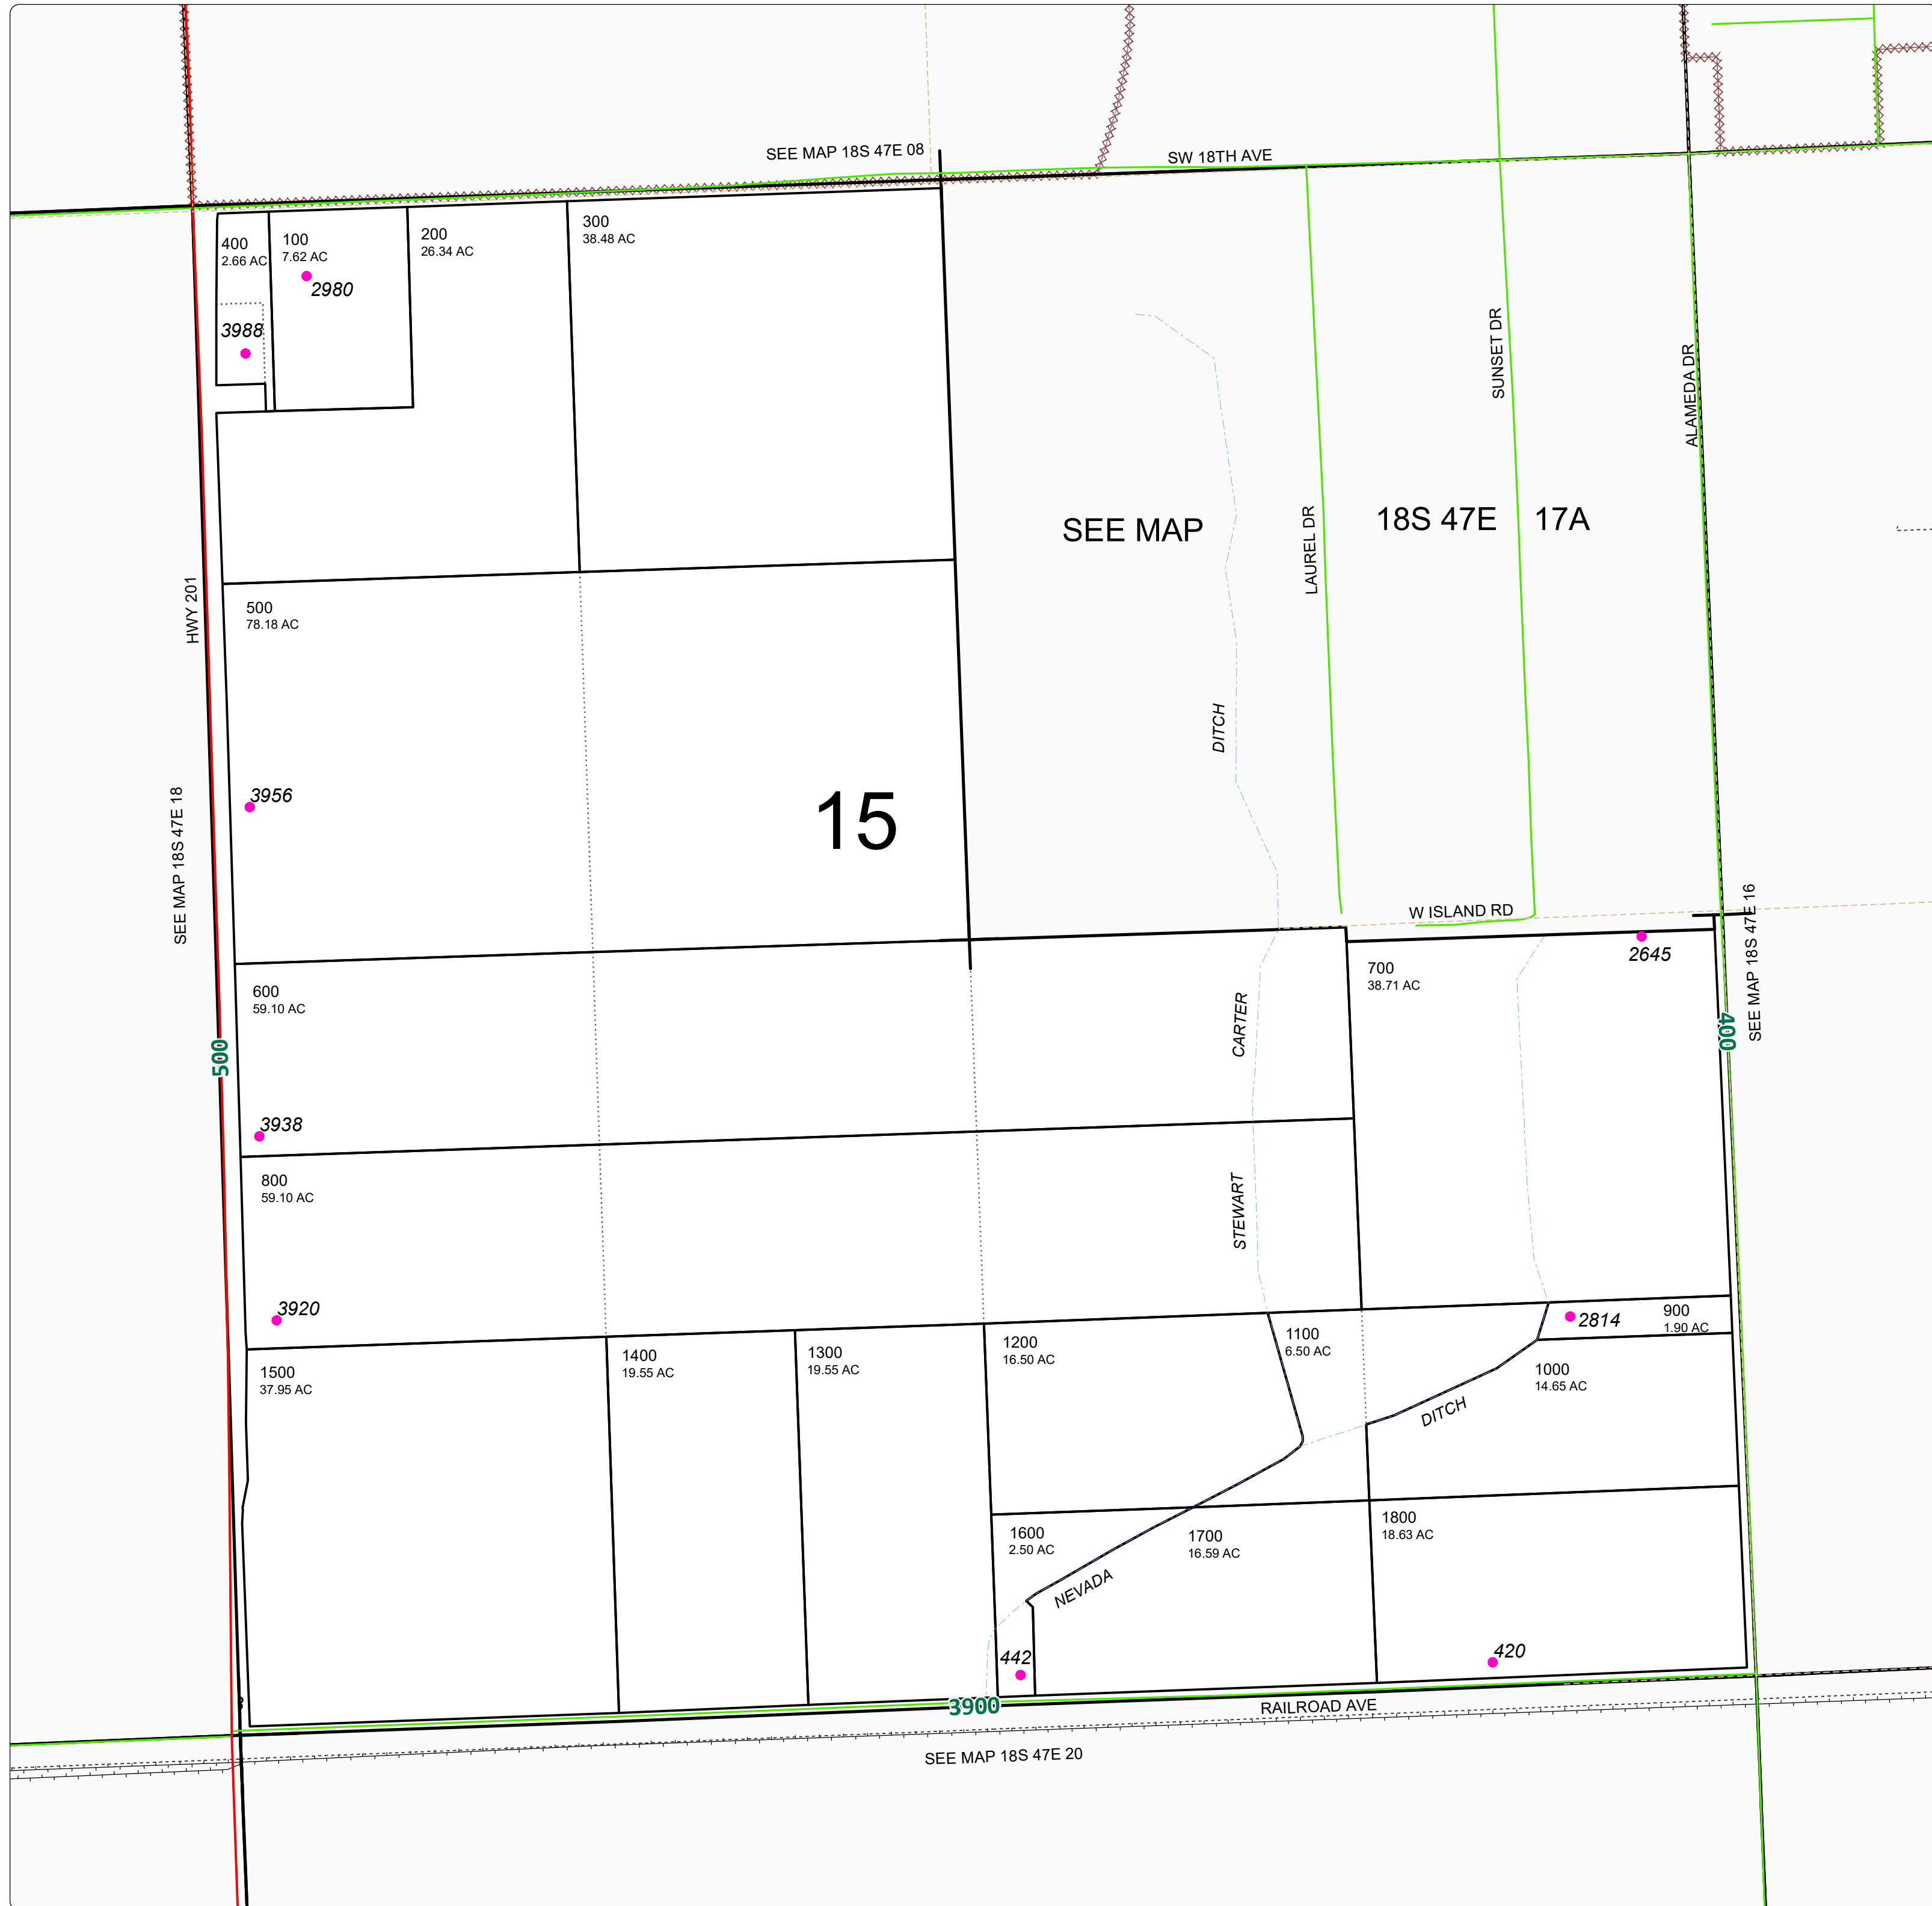 SEE MAP 18S 47E 08
SW 18TH AVE
400
2.66 AC
100
7.62 AC
2980
3988
200
26.34 AC
300
38.48 AC
SUNSET DR
ALAMEDA DR
SEE MAP
18S 47E
17A
LAUREL DR
HWY 201
500
78.18 AC
DITCH
3956
15
SEE MAP 18S 47E 18
W ISLAND RD
2645
SEE MAP 18S 47E 16
700
38.71 AC
600
59.10 AC
CARTER
500
400
3938
800
59.10 AC
STEWART
3920
2814
900
1.90 AC
1500
37.95 AC
1400
19.55 AC
1300
19.55 AC
1200
16.50 AC
1100
6.50 AC
1000
14.65 AC
DITCH
1600
2.50 AC
1700
16.59 AC
1800
18.63 AC
NEVADA
442
420
3900
RAILROAD AVE
SEE MAP 18S 47E 20